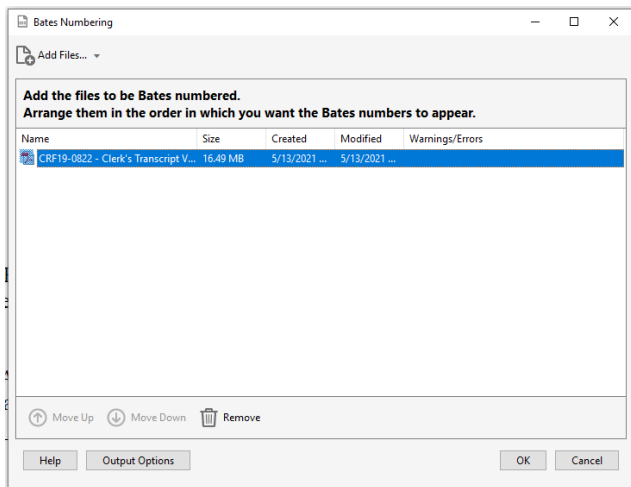 Bates Numbering
Add Files...
Add the files to be Bates numbered.
Arrange them in the order in which you want the Bates numbers to appear.
Name Size Created Modified Warnings/Errors
CRF19-0822 - Clerk's Transcript V... 16.49 MB 5/13/2021 ... 5/13/2021 ...
Move Up Move Down Remove
Help Output Options OK Cancel